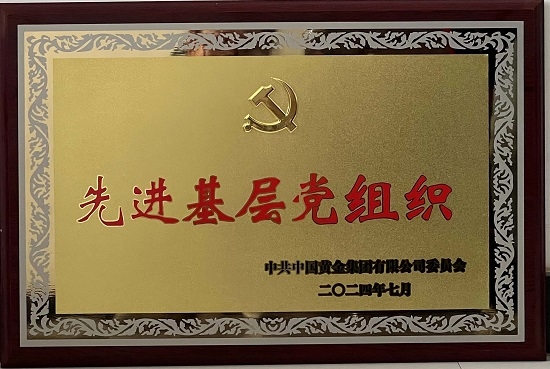 先进基层党组织
中共中国黄金集团有限公司委员会
二〇二四年七月